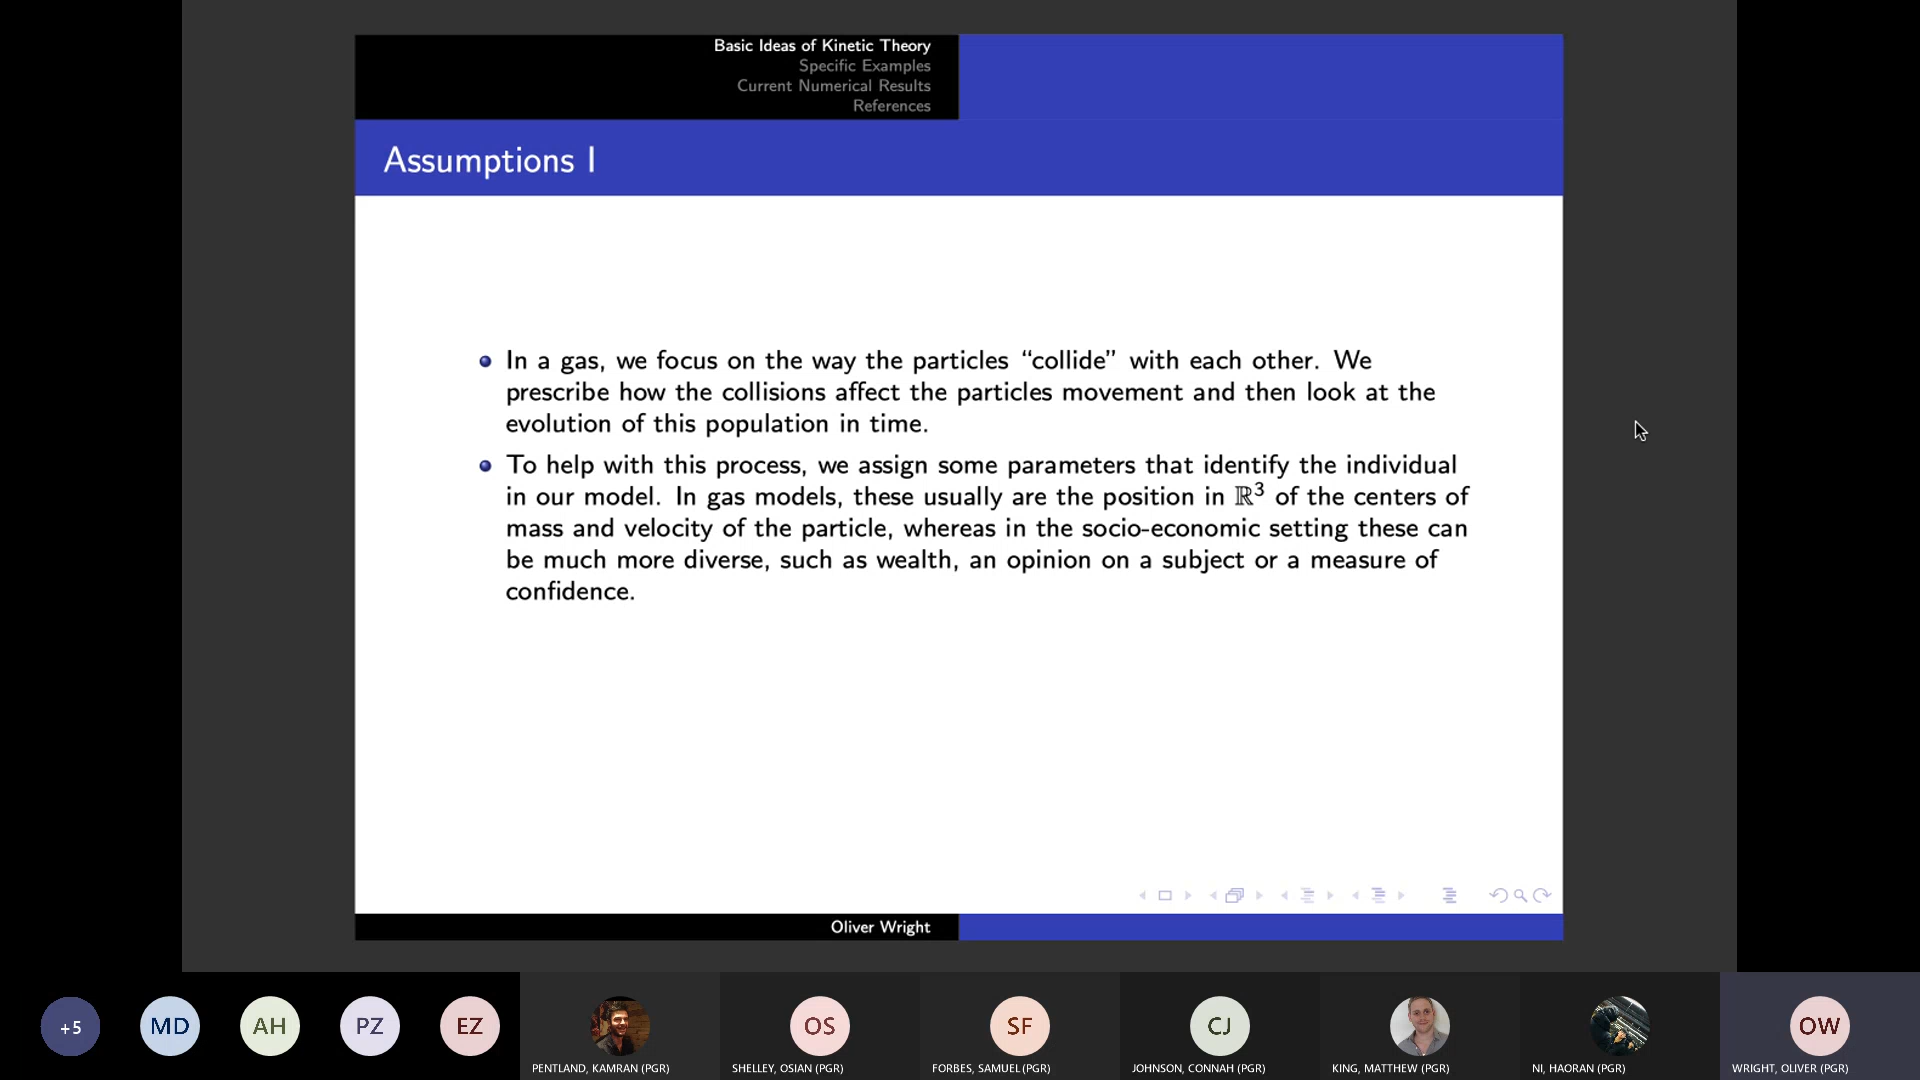 Basic Ideas of Kinetic Theory
Specific Examples
Current Numerical Results
References
Assumptions I
In a gas, we focus on the way the particles “collide” with each other. We
prescribe how the collisions affect the particles movement and then look at the
evolution of this population in time.
To help with this process, we assign some parameters that identify the individual
in our model. In gas models, these usually are the position in ℝ³ of the centers of
mass and velocity of the particle, whereas in the socio-economic setting these can
be much more diverse, such as wealth, an opinion on a subject or a measure of
confidence.
Oliver Wright
+5
MD
AH
PZ
EZ
OS
SF
CJ
OW
PENTLAND, KAMRAN (PGR)
SHELLEY, OSIAN (PGR)
FORBES, SAMUEL (PGR)
JOHNSON, CONNAH (PGR)
KING, MATTHEW (PGR)
NI, HAORAN (PGR)
WRIGHT, OLIVER (PGR)